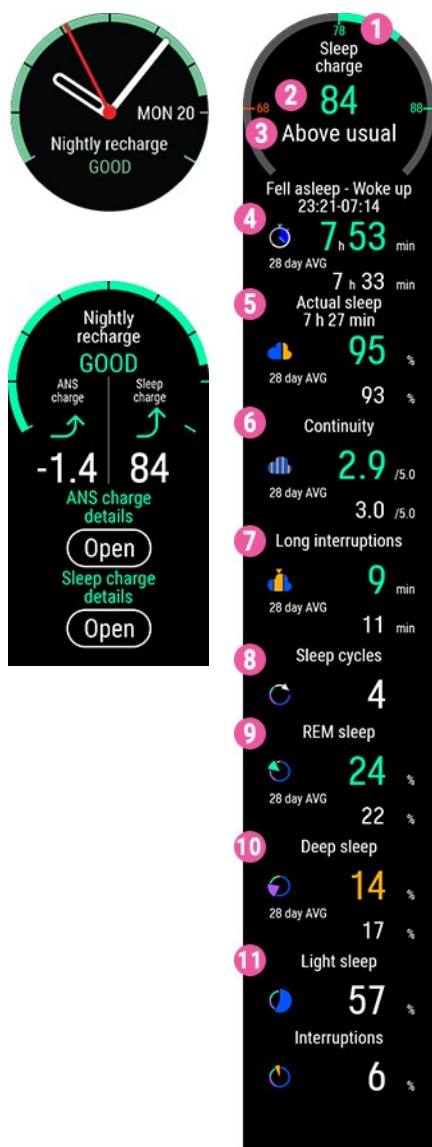 MON 20
Nightly recharge
GOOD
Nightly
recharge
GOOD
ANS
charge
Sleep
charge
-1.4
84
ANS charge
details
Open
Sleep charge
details
Open
1
78
Sleep
charge
2
84
68
88
3
Above usual
Fell asleep - Woke up
23:21-07:14
4
7 h 53 min
28 day AVG
7 h 33 min
5
Actual sleep
7 h 27 min
95 %
28 day AVG
93 %
6
Continuity
2.9 /5.0
28 day AVG
3.0 /5.0
7
Long interruptions
9 min
28 day AVG
11 min
8
Sleep cycles
4
9
REM sleep
24 %
28 day AVG
22 %
10
Deep sleep
14 %
28 day AVG
17 %
11
Light sleep
57 %
Interruptions
6 %